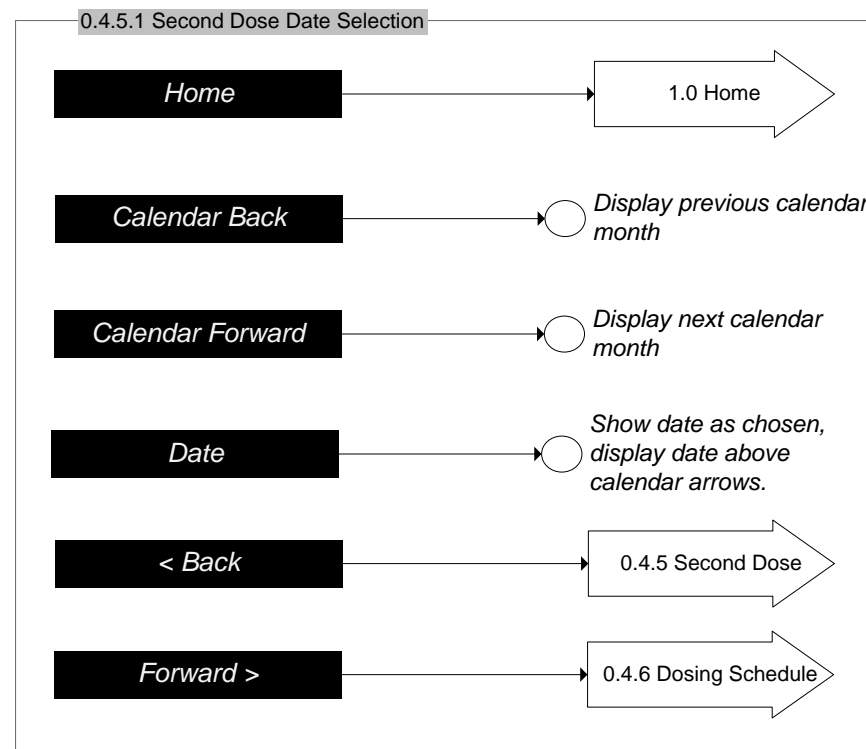 0.4.5.1 Second Dose Date Selection
Home
1.0 Home
Calendar Back
Display previous calendar
month
Calendar Forward
Display next calendar
month
Date
Show date as chosen,
display date above
calendar arrows.
< Back
0.4.5 Second Dose
Forward >
0.4.6 Dosing Schedule